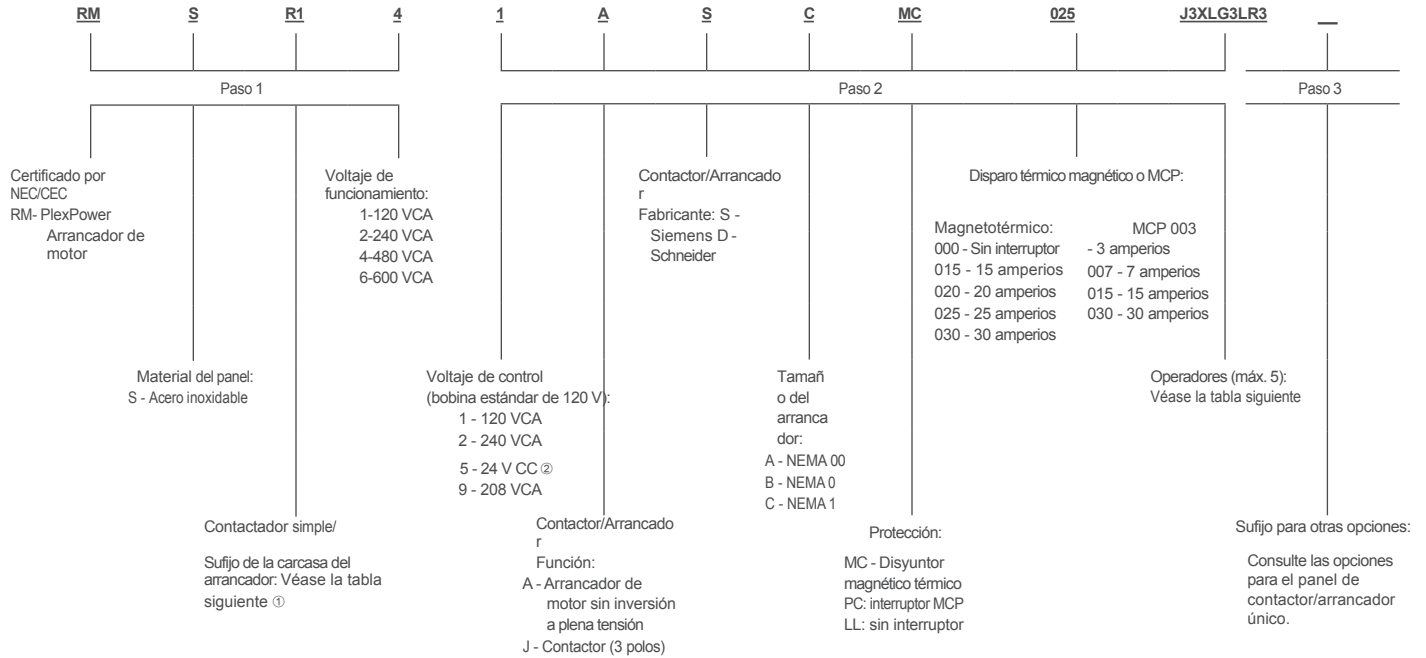 RM S R1 4 1 A S C MC 025 J3XLG3LR3 __
Paso 1
Paso 2
Paso 3
Certificado por
NEC/CEC
RM- PlexPower
Arrancador de
motor
Voltaje de
funcionamiento:
1-120 VCA
2-240 VCA
4-480 VCA
6-600 VCA
Contactor/Arrancado
r
Fabricante: S -
Siemens D -
Schneider
Disparo térmico magnético o MCP:
Magnetotérmico:
000 - Sin interruptor
015 - 15 amperios
020 - 20 amperios
025 - 25 amperios
030 - 30 amperios
MCP 003
- 3 amperios
007 - 7 amperios
015 - 15 amperios
030 - 30 amperios
Material del panel:
S - Acero inoxidable
Voltaje de control
(bobina estándar de 120 V):
1 - 120 VCA
2 - 240 VCA
5 - 24 V CC ②
9 - 208 VCA
Tamañ
o del
arranca
dor:
A - NEMA 00
B - NEMA 0
C - NEMA 1
Operadores (máx. 5):
Véase la tabla siguiente
Contactador simple/
Sufijo de la carcasa del
arrancador: Véase la tabla
siguiente ①
Contactor/Arrancado
r
Función:
A - Arrancador de
motor sin inversión
a plena tensión
J - Contactor (3 polos)
Protección:
MC - Disyuntor
magnético térmico
PC: interruptor MCP
LL: sin interruptor
Sufijo para otras opciones:
Consulte las opciones
para el panel de
contactor/arrancador
único.